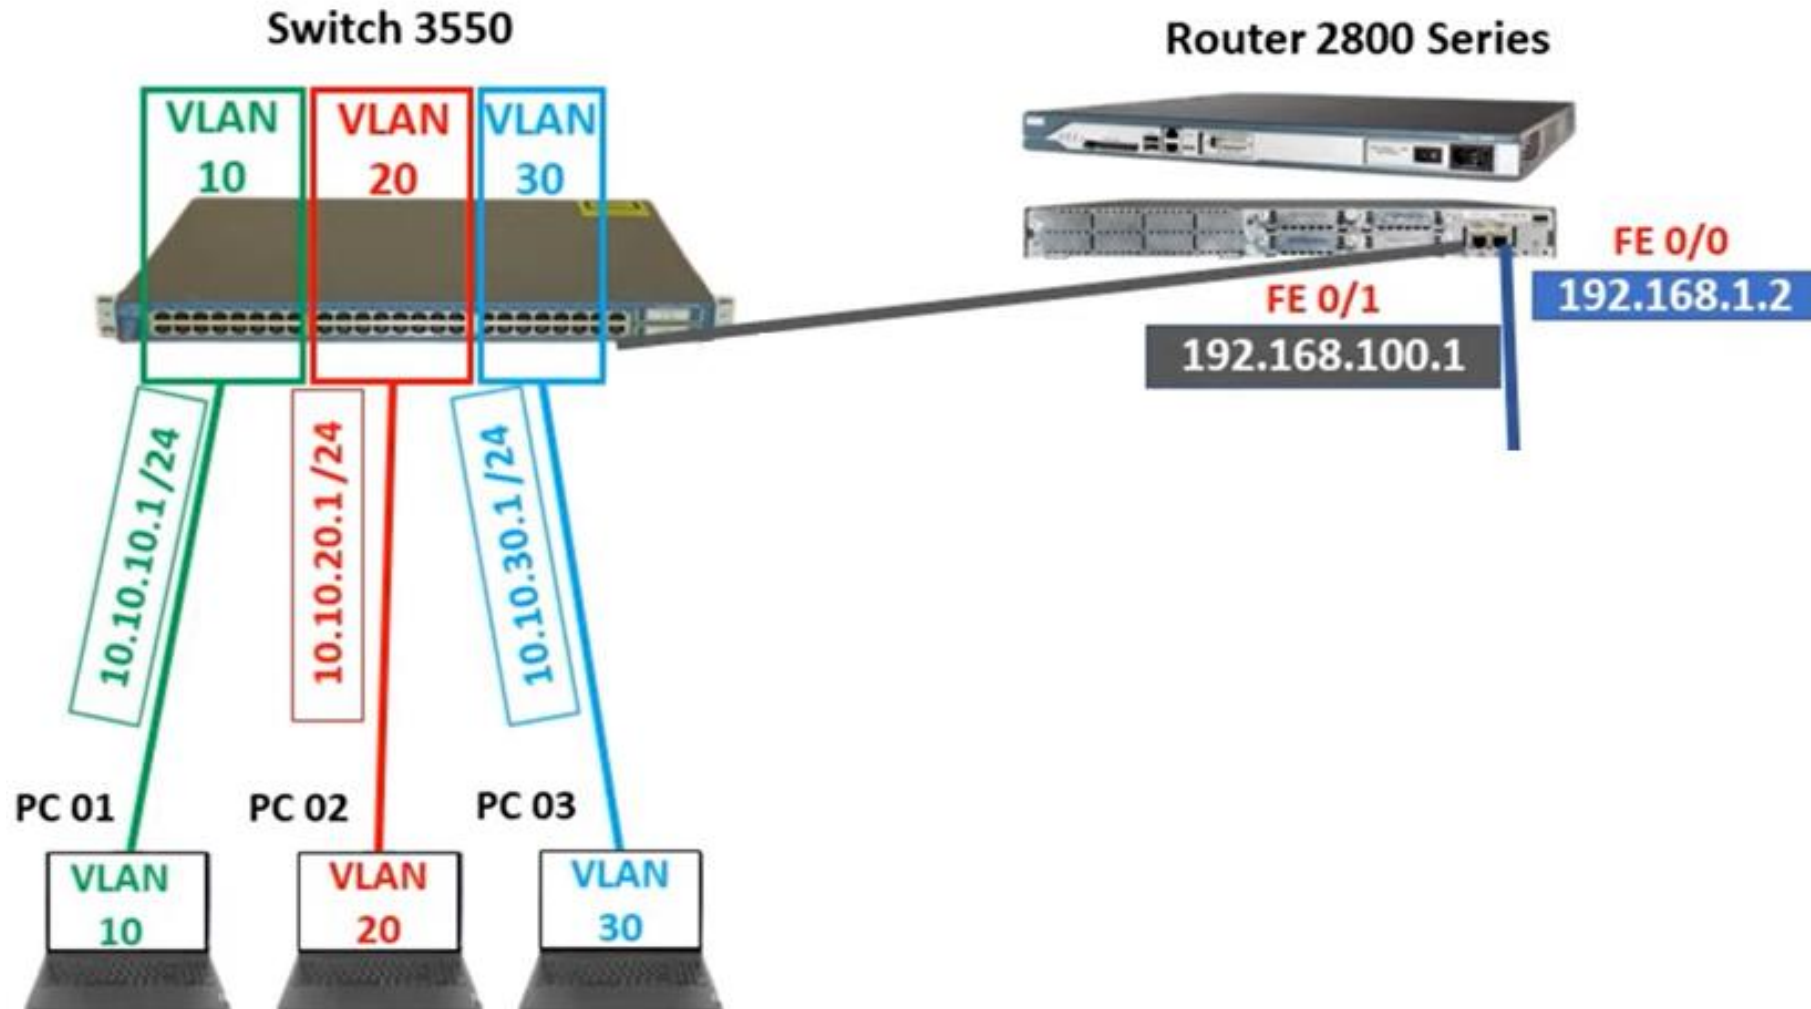 Switch 3550
Router 2800 Series
VLAN
10
VLAN
20
VLAN
30
FE 0/0
192.168.1.2
FE 0/1
192.168.100.1
10.10.10.1 /24
10.10.20.1 /24
10.10.30.1 /24
PC 01
PC 02
PC 03
VLAN
10
VLAN
20
VLAN
30